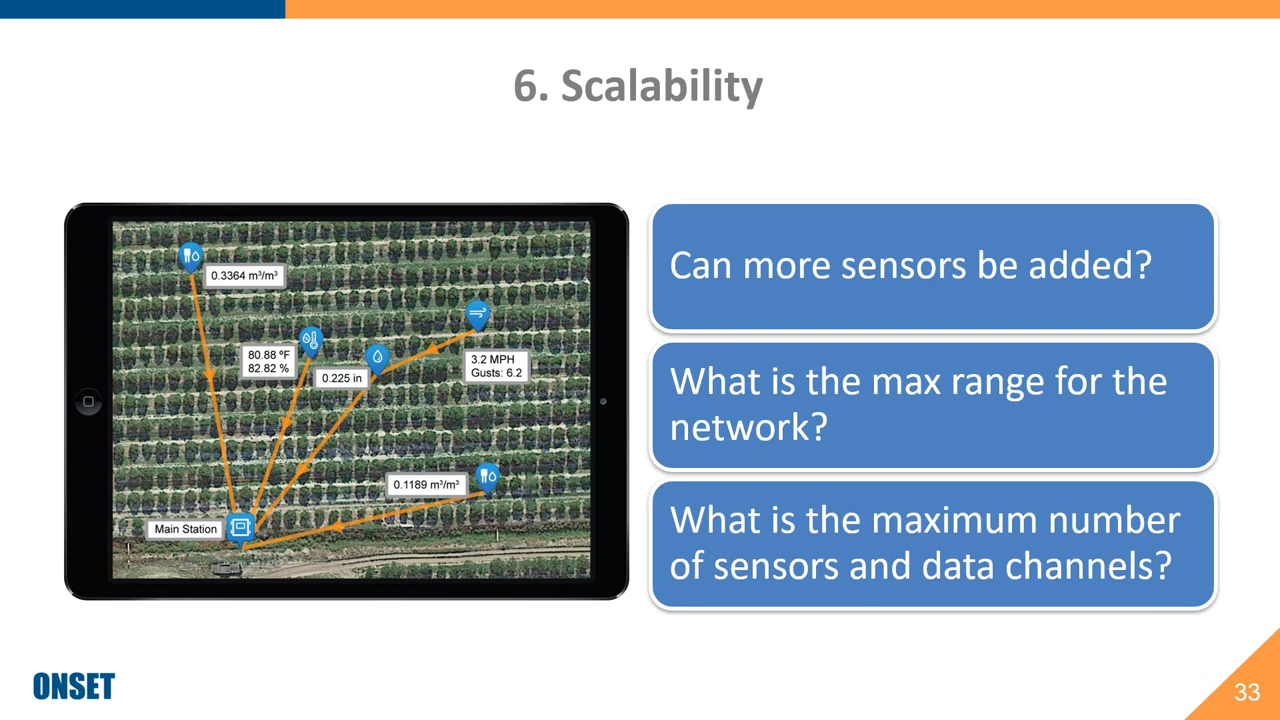 6. Scalability
0.3364 m³/m³
80.88 ºF
82.82 %
0.225 in
3.2 MPH
Gusts: 6.2
0.1189 m³/m³
Main Station
Can more sensors be added?
What is the max range for the
network?
What is the maximum number
of sensors and data channels?
ONSET
33